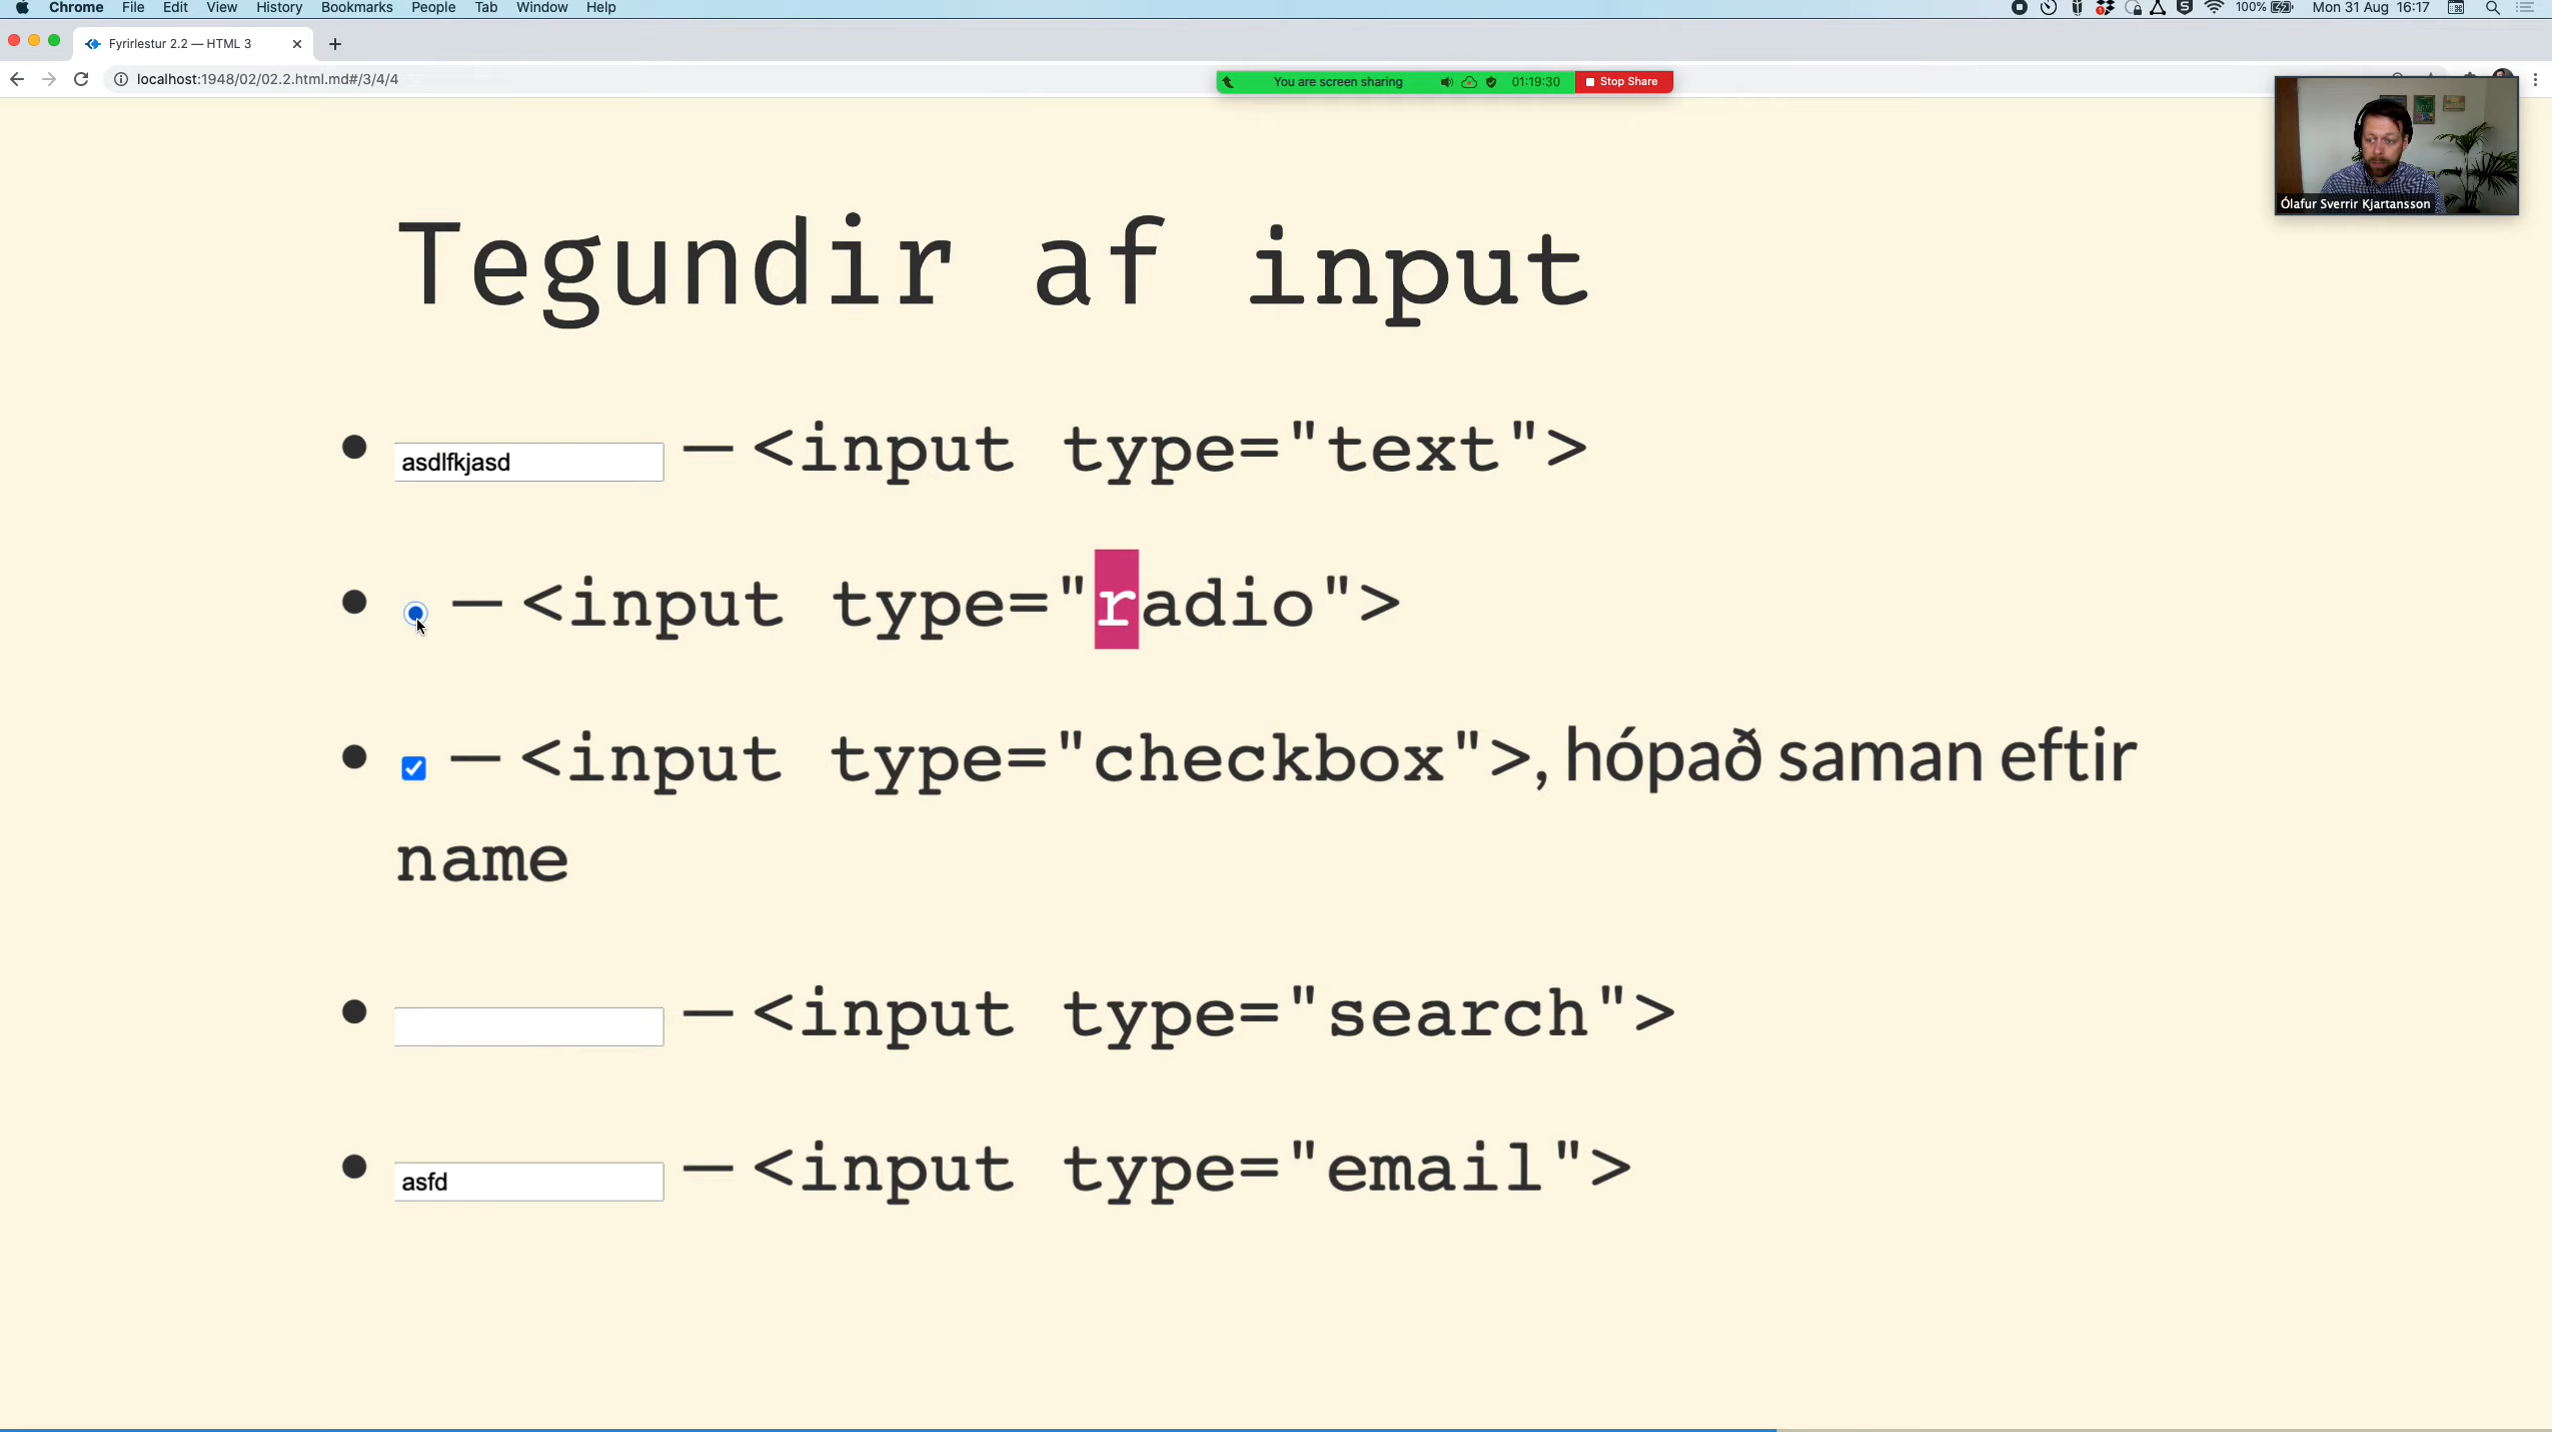 Chrome File Edit View History Bookmarks People Tab Window Help 100% Mon 31 Aug 16:17
Fyrirlestur 2.2 — HTML 3
localhost:1948/02/02.2.html.md#/3/4/4
You are screen sharing 01:19:30 Stop Share
Ólafur Sverrir Kjartansson
Tegundir af input
• asdlfkjasd — <input type="text">
• — <input type="radio">
• — <input type="checkbox">, hópað saman eftir
name
• — <input type="search">
• asfd — <input type="email">